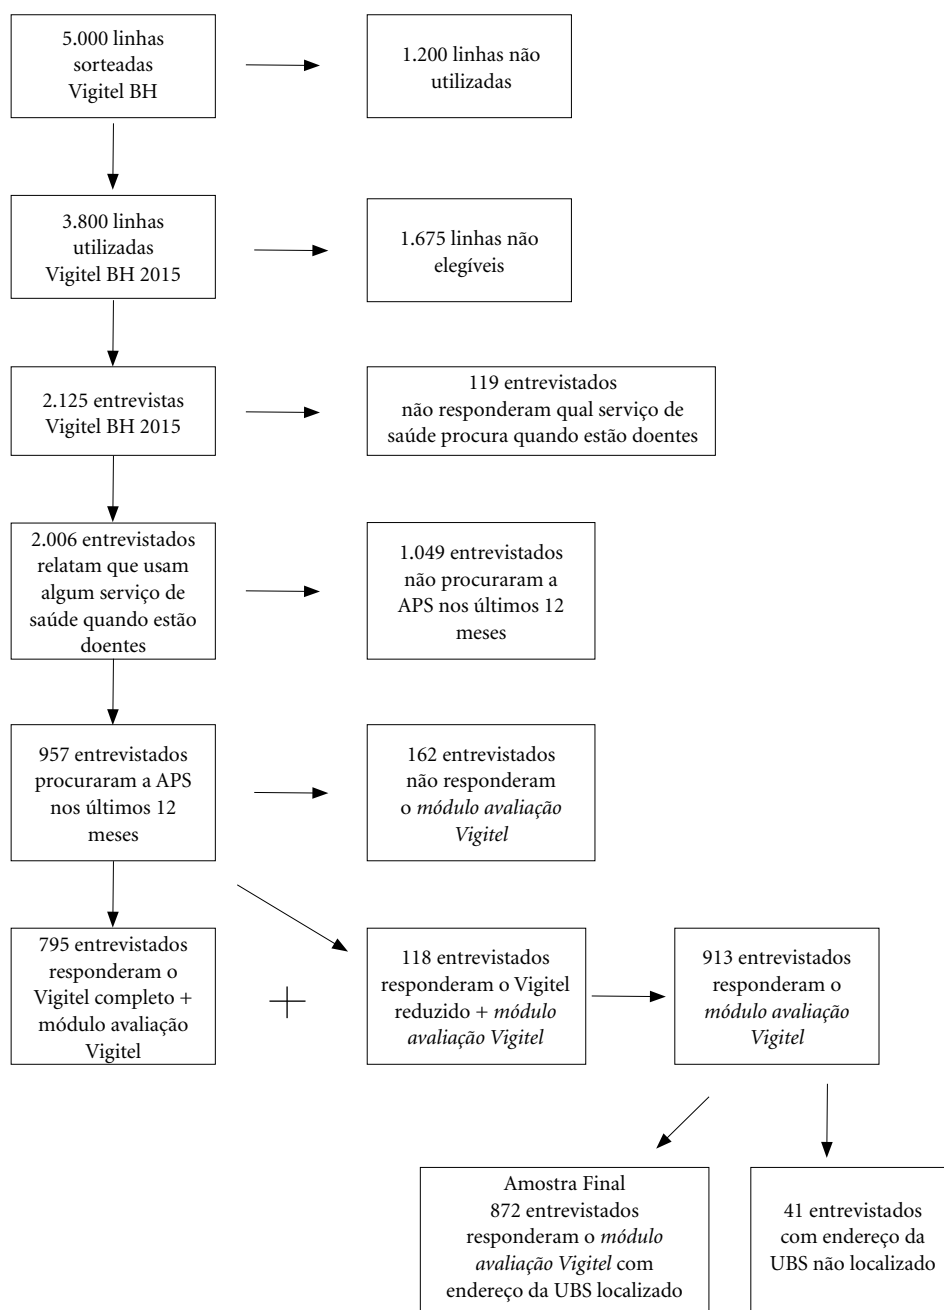 5.000 linhas
sorteadas
Vigitel BH
1.200 linhas não
utilizadas
3.800 linhas
utilizadas
Vigitel BH 2015
1.675 linhas não
elegíveis
2.125 entrevistas
Vigitel BH 2015
119 entrevistados
não responderam qual serviço de
saúde procura quando estão doentes
2.006 entrevistados
relatam que usam
algum serviço de
saúde quando estão
doentes
1.049 entrevistados
não procuraram a
APS nos últimos 12
meses
957 entrevistados
procuraram a APS
nos últimos 12
meses
162 entrevistados
não responderam
o módulo avaliação
Vigitel
795 entrevistados
responderam o
Vigitel completo +
módulo avaliação
Vigitel
+
118 entrevistados
responderam o Vigitel
reduzido + módulo
avaliação Vigitel
913 entrevistados
responderam o
módulo avaliação
Vigitel
Amostra Final
872 entrevistados
responderam o módulo
avaliação Vigitel com
endereço da UBS localizado
41 entrevistados
com endereço da
UBS não localizado